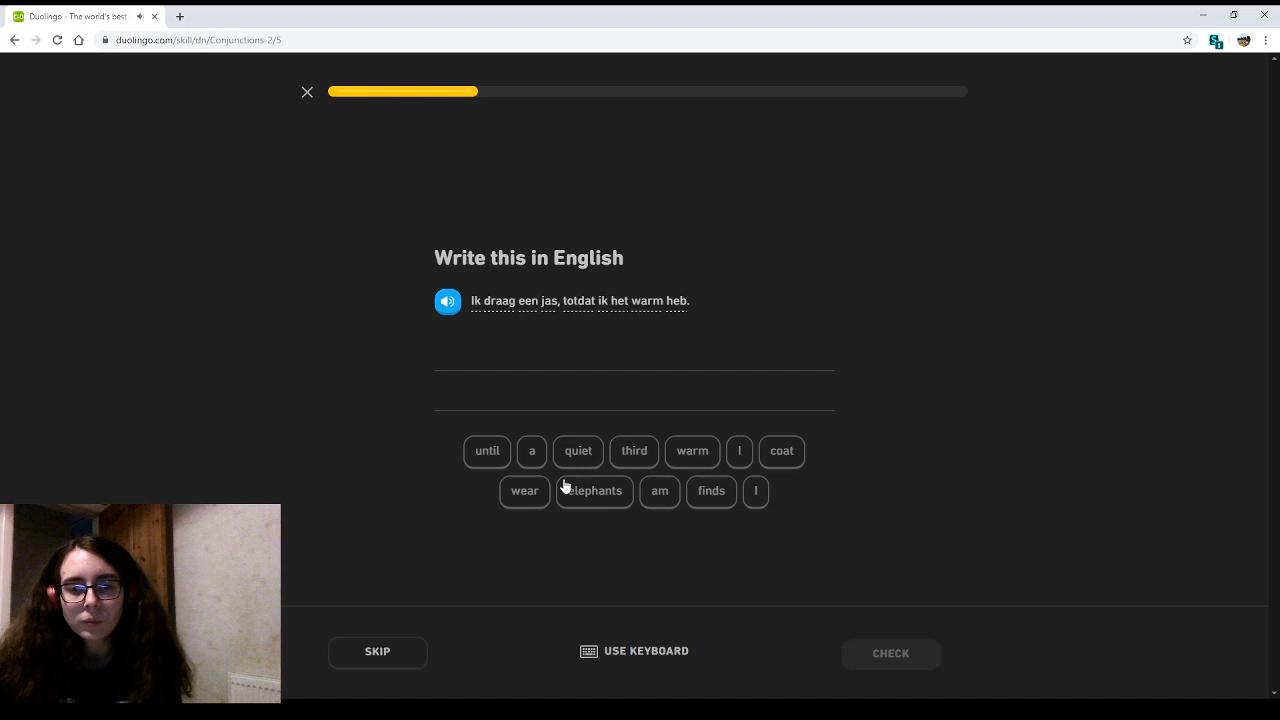 Duolingo - The world's best
duolingo.com/skill/dn/Conjunctions-2/5
Write this in English
Ik draag een jas, totdat ik het warm heb.
until a quiet third warm I coat
wear elephants am finds I
SKIP USE KEYBOARD CHECK